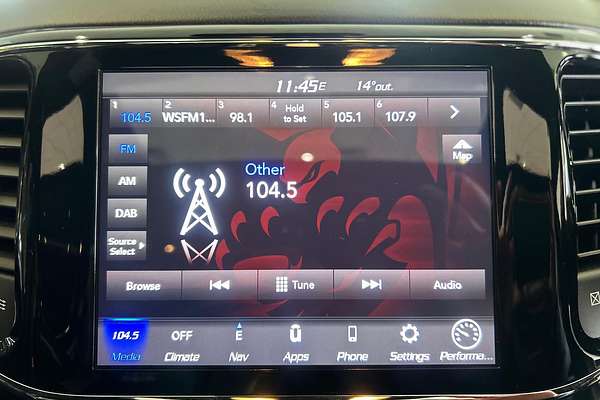 11:45E 14°out.
1 104.5 2 WSFM1... 3 98.1 4 Hold to Set 5 105.1 6 107.9
FM
AM
DAB
Source Select
Map
Other
104.5
Browse Tune Audio
104.5 OFF E
Media Climate Nav Apps Phone Settings Performa...